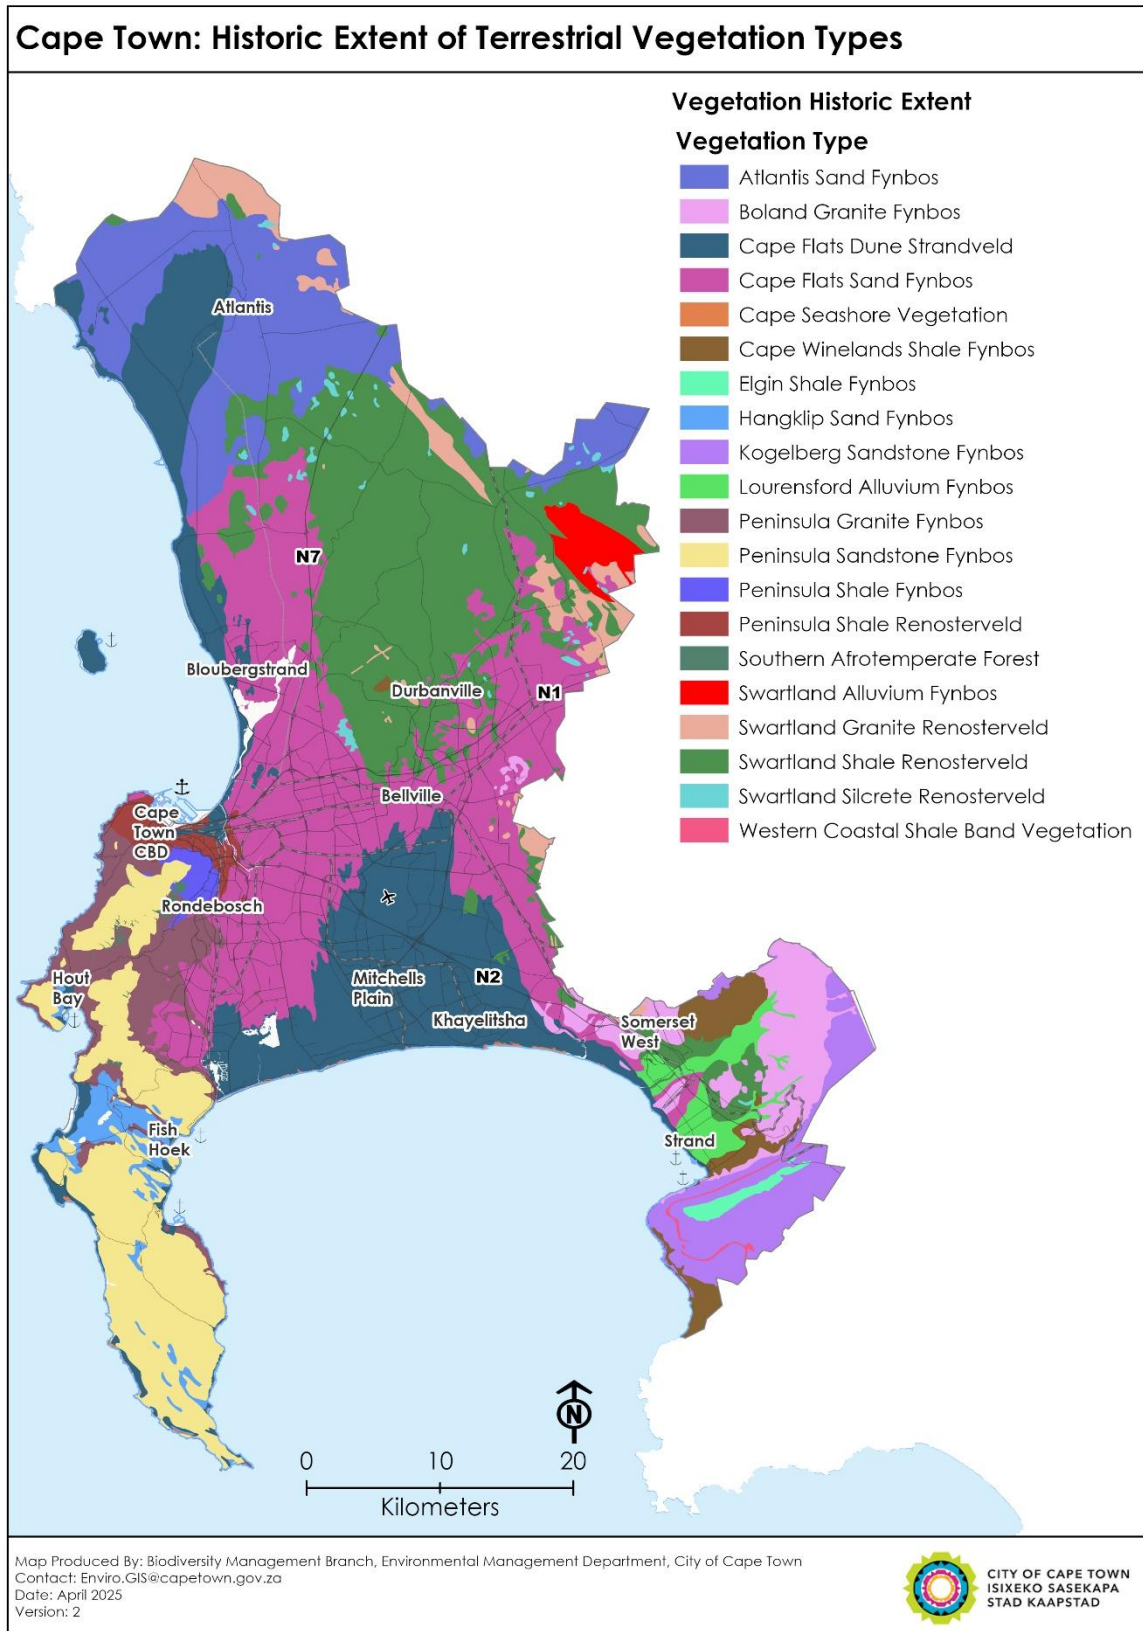 Cape Town: Historic Extent of Terrestrial Vegetation Types
Vegetation Historic Extent
Vegetation Type
Atlantis Sand Fynbos
Boland Granite Fynbos
Cape Flats Dune Strandveld
Cape Flats Sand Fynbos
Cape Seashore Vegetation
Cape Winelands Shale Fynbos
Elgin Shale Fynbos
Hangklip Sand Fynbos
Kogelberg Sandstone Fynbos
Lourensford Alluvium Fynbos
Peninsula Granite Fynbos
Peninsula Sandstone Fynbos
Peninsula Shale Fynbos
Peninsula Shale Renosterveld
Southern Afrotemperate Forest
Swartland Alluvium Fynbos
Swartland Granite Renosterveld
Swartland Shale Renosterveld
Swartland Silcrete Renosterveld
Western Coastal Shale Band Vegetation
Atlantis
N7
Bloubergstrand
Durbanville
N1
Bellville
Cape
Town
CBD
Rondebosch
Hout
Bay
Mitchells
Plain
N2
Khayelitsha
Somerset
West
Fish
Hoek
Strand
N
0 10 20
Kilometers
Map Produced By: Biodiversity Management Branch, Environmental Management Department, City of Cape Town
Contact: Enviro.GIS@capetown.gov.za
Date: April 2025
Version: 2
CITY OF CAPE TOWN
ISIXEKO SASEKAPA
STAD KAAPSTAD